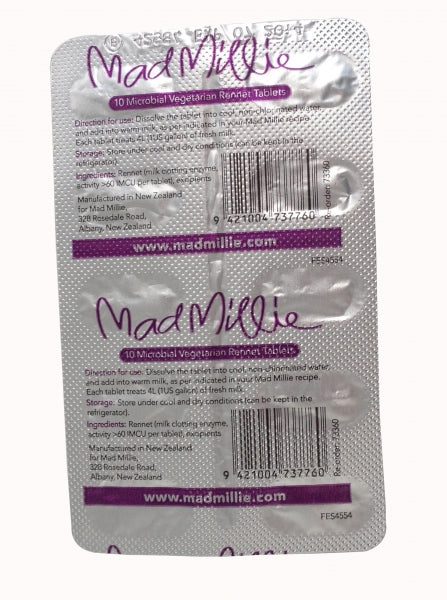 Mad Millie
10 Microbial Vegetarian Rennet Tablets
Direction for use: Dissolve the tablet into cool, non-chlorinated water,
and add into warm milk, as per indicated in your Mad Millie recipe.
Each tablet treats 4L (1US gallon) of fresh milk.
Storage: Store under cool and dry conditions (can be kept in the
refrigerator).
Ingredients: Rennet (milk clotting enzyme,
activity >60 IMCU per tablet), excipients
Manufactured in New Zealand
for Mad Millie,
328 Rosedale Road,
Albany, New Zealand
9 421004 737760
Re-order: 73360
www.madmillie.com
FES4554
Mad Millie
10 Microbial Vegetarian Rennet Tablets
Direction for use: Dissolve the tablet into cool, non-chlorinated water,
and add into warm milk, as per indicated in your Mad Millie recipe.
Each tablet treats 4L (1US gallon) of fresh milk.
Storage: Store under cool and dry conditions (can be kept in the
refrigerator).
Ingredients: Rennet (milk clotting enzyme,
activity >60 IMCU per tablet), excipients
Manufactured in New Zealand
for Mad Millie,
328 Rosedale Road,
Albany, New Zealand
9 421004 737760
Re-order: 73360
www.madmillie.com
FES4554